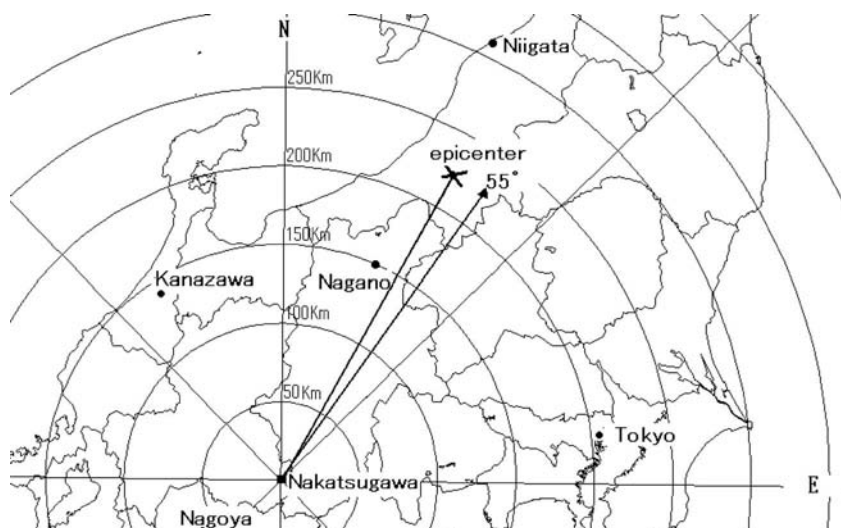 N
Niigata
250Km
epicenter
200Km
55°
150Km
Kanazawa
Nagano
100Km
50Km
Tokyo
Nakatsugawa
E
Nagoya